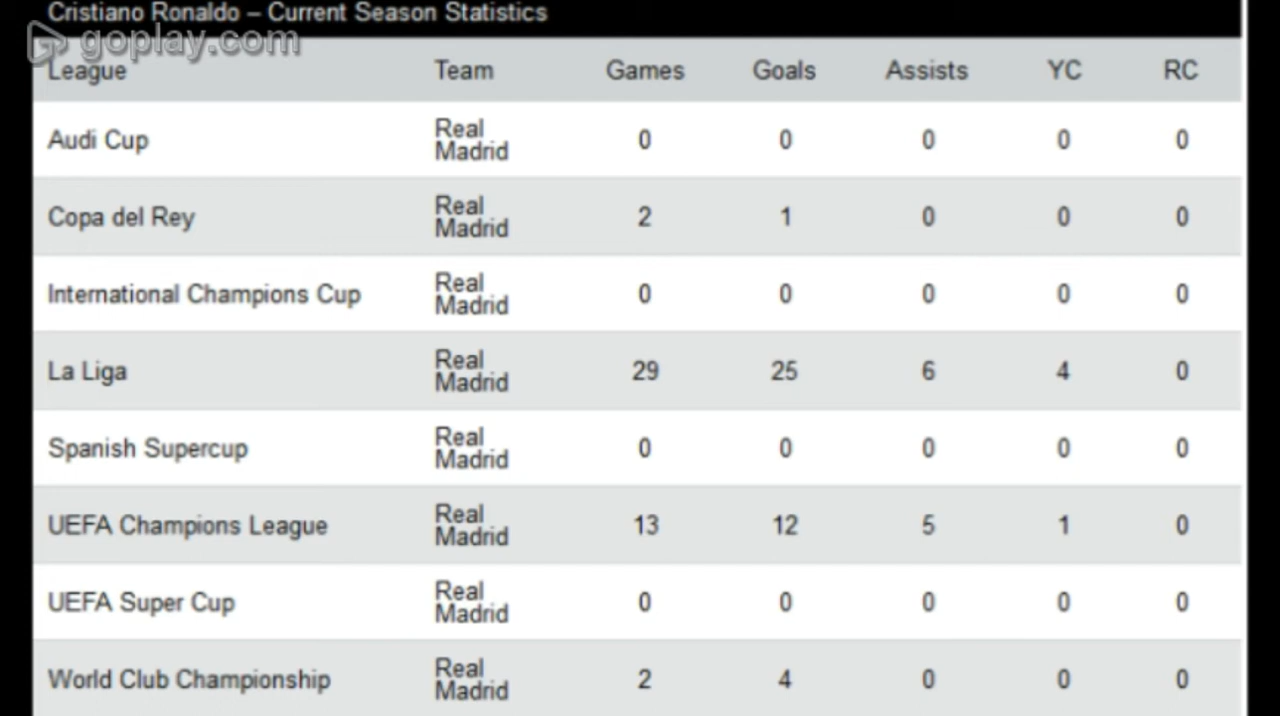 Cristiano Ronaldo – Current Season Statistics
goplay.com
League Team Games Goals Assists YC RC
Audi Cup Real Madrid 0 0 0 0 0
Copa del Rey Real Madrid 2 1 0 0 0
International Champions Cup Real Madrid 0 0 0 0 0
La Liga Real Madrid 29 25 6 4 0
Spanish Supercup Real Madrid 0 0 0 0 0
UEFA Champions League Real Madrid 13 12 5 1 0
UEFA Super Cup Real Madrid 0 0 0 0 0
World Club Championship Real Madrid 2 4 0 0 0